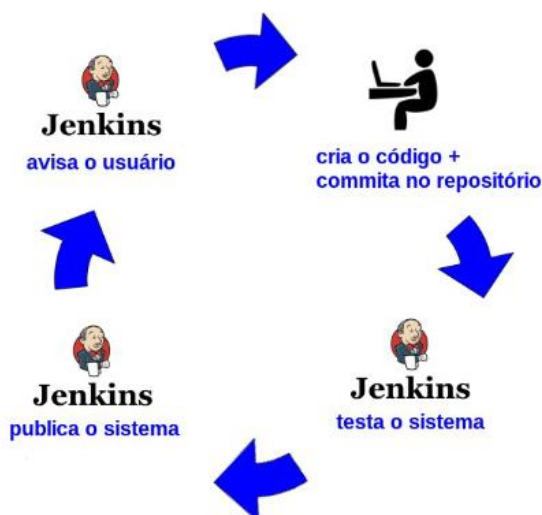 Jenkins
avisa o usuário
cria o código +
commita no repositório
Jenkins
testa o sistema
Jenkins
publica o sistema